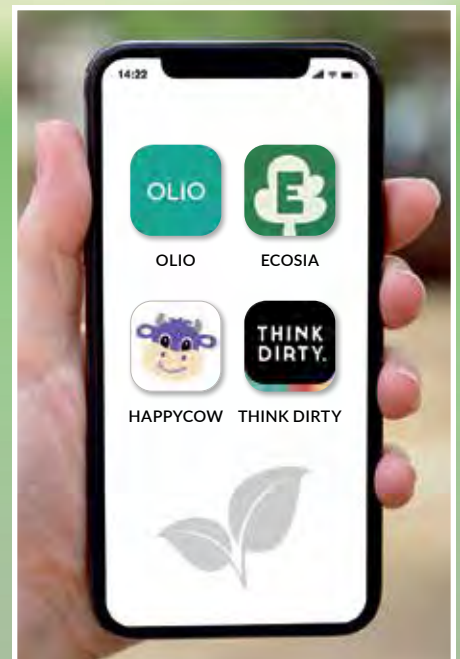 14:22
OLIO
E
OLIO
ECOSIA
THINK
DIRTY.
HAPPYCOW
THINK DIRTY